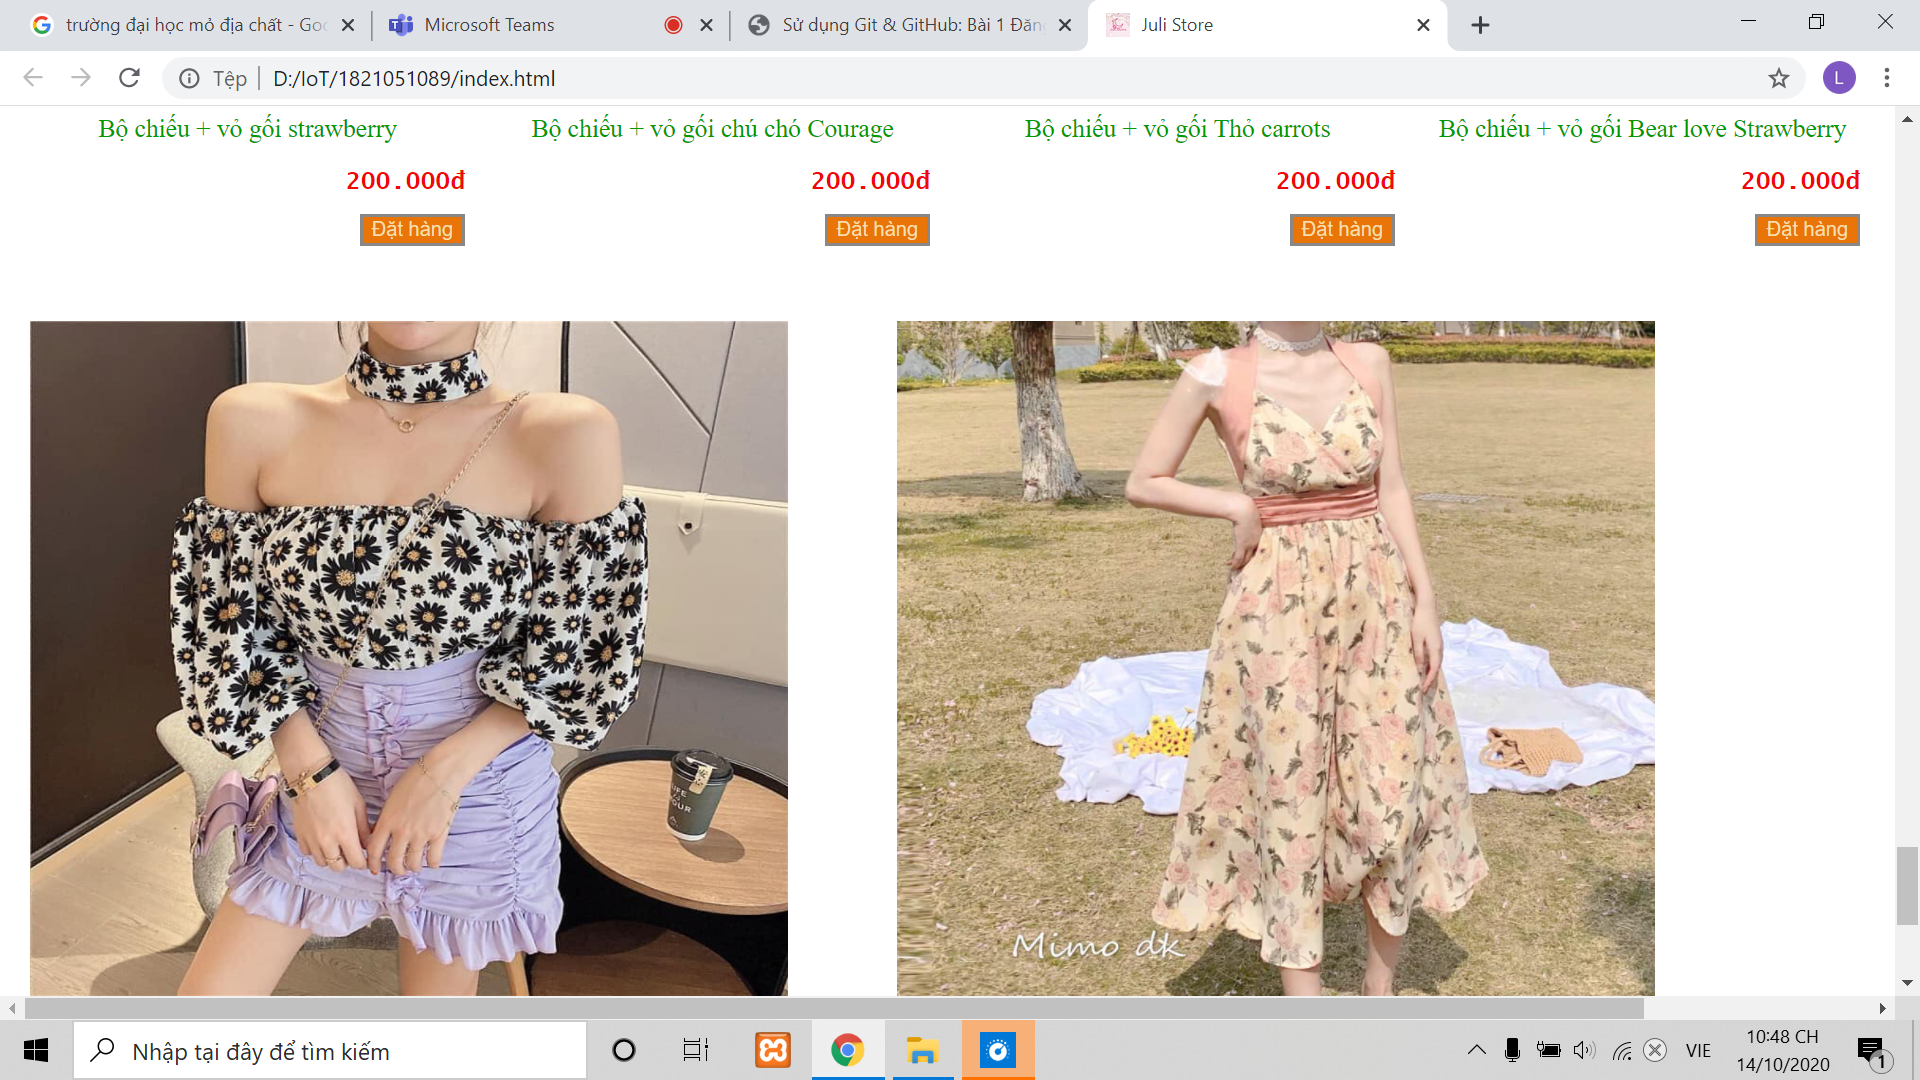 trường đại học mỏ địa chất - Goo
Microsoft Teams
Sử dụng Git & GitHub: Bài 1 Đăng
Juli Store
Tệp
D:/IoT/1821051089/index.html
L
Bộ chiếu + vỏ gối strawberry
Bộ chiếu + vỏ gối chú chó Courage
Bộ chiếu + vỏ gối Thỏ carrots
Bộ chiếu + vỏ gối Bear love Strawberry
200.000đ
200.000đ
200.000đ
200.000đ
Đặt hàng
Đặt hàng
Đặt hàng
Đặt hàng
Mimo dk
Nhập tại đây để tìm kiếm
VIE
10:48 CH
14/10/2020
1